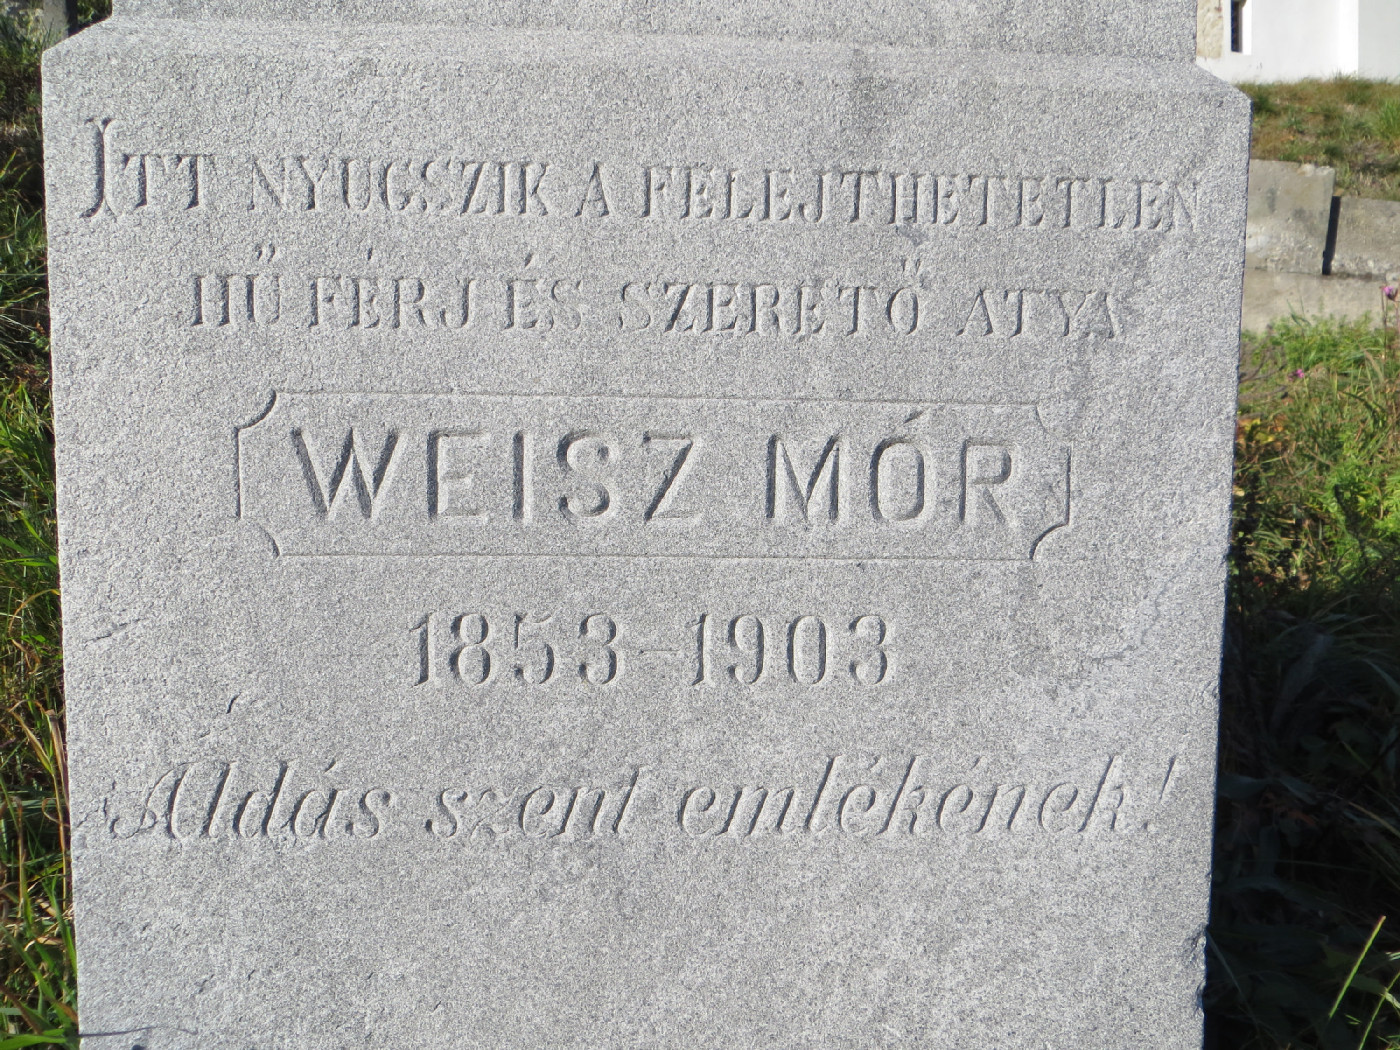 ITT NYUGSZIK A FELEJTHETETLEN
HŰ FÉRJ ÉS SZERETŐ ATYA
WEISZ MÓR
1853-1903
Áldás szent emlékének!